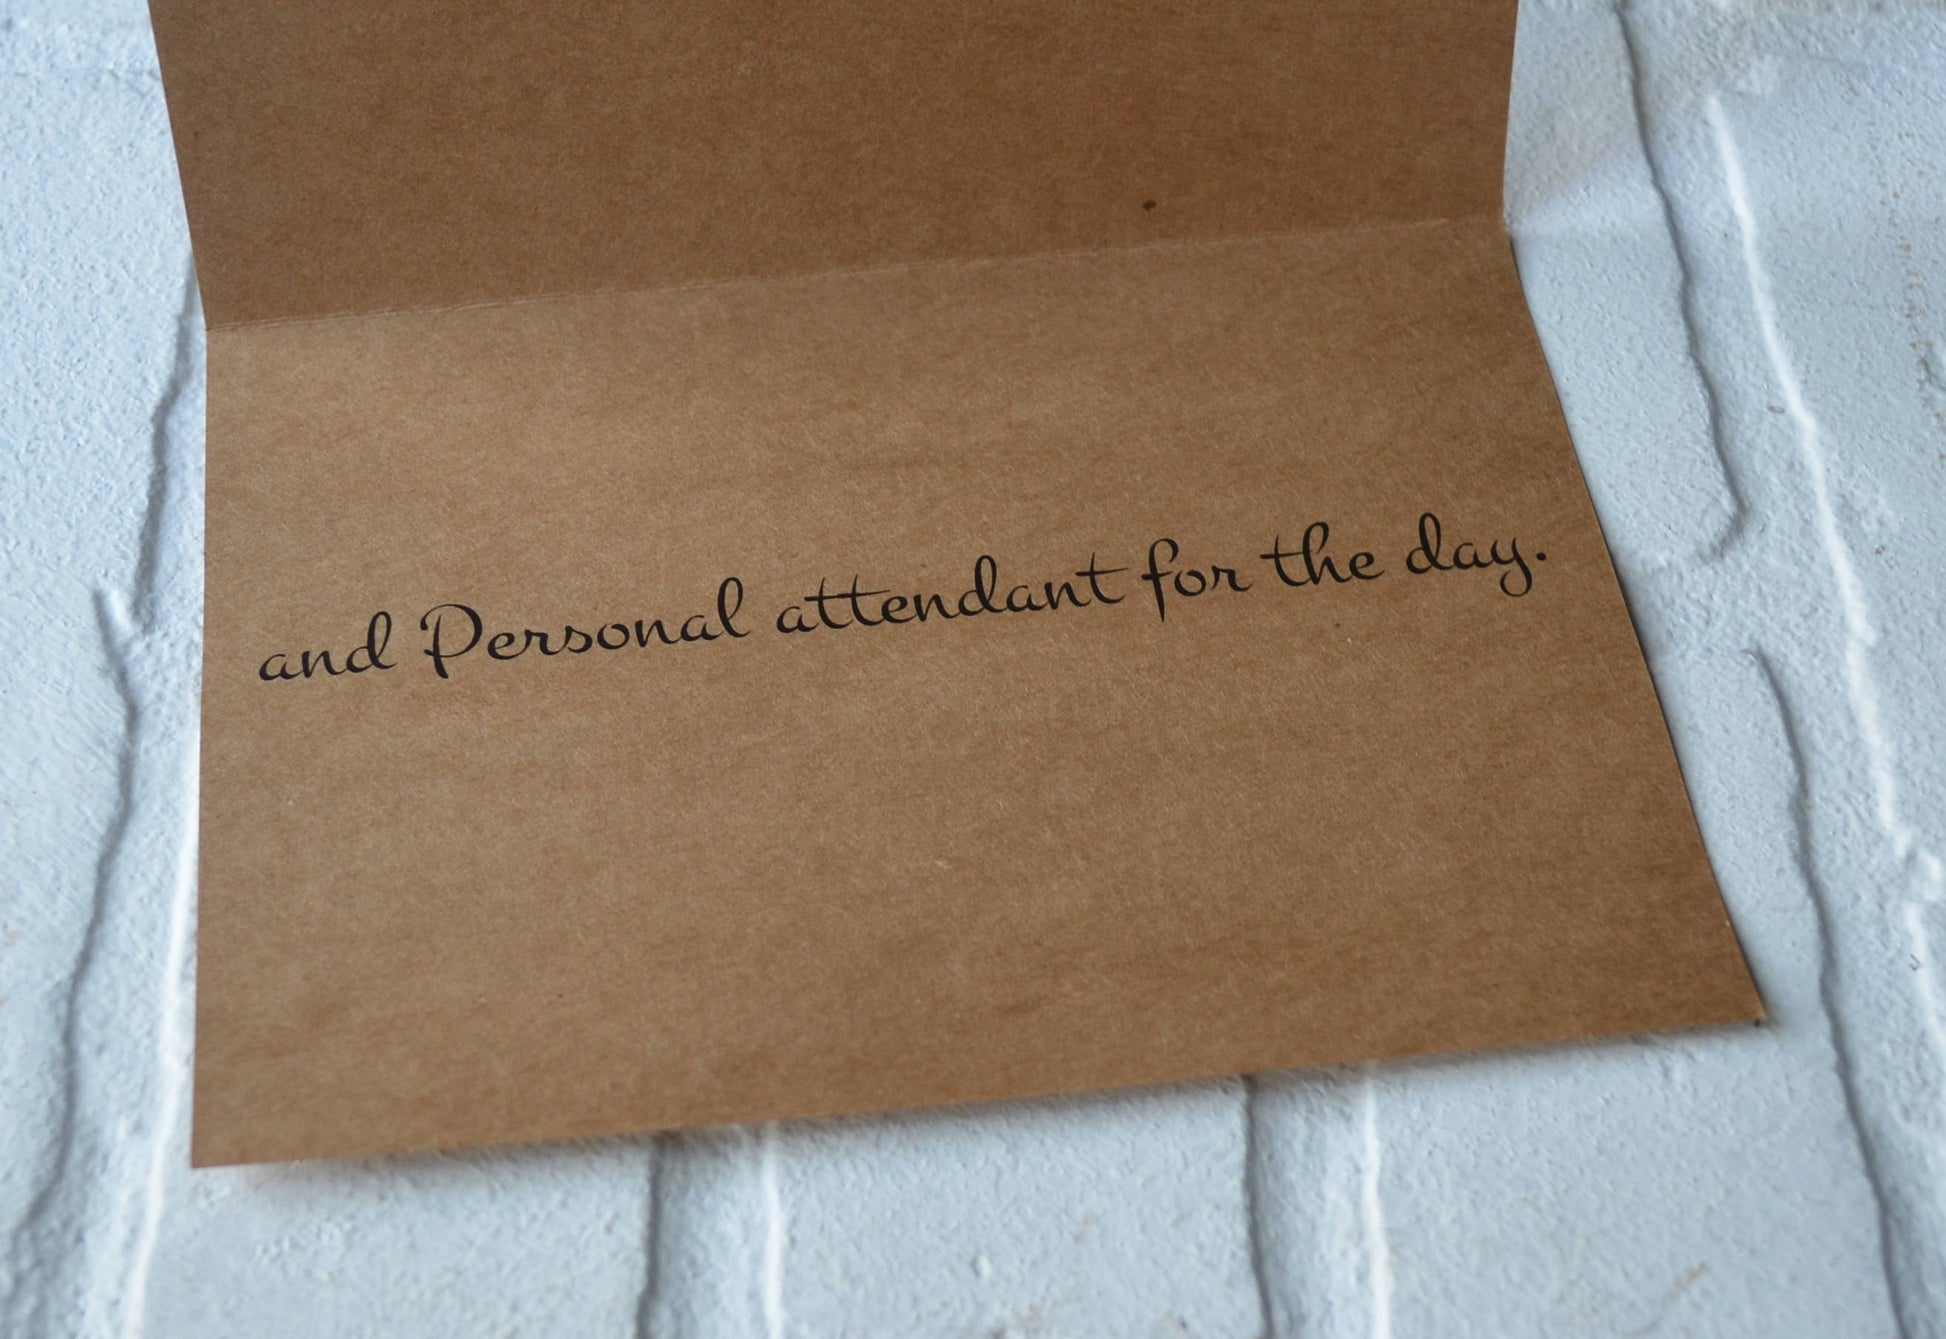 and Personal attendant for the day.